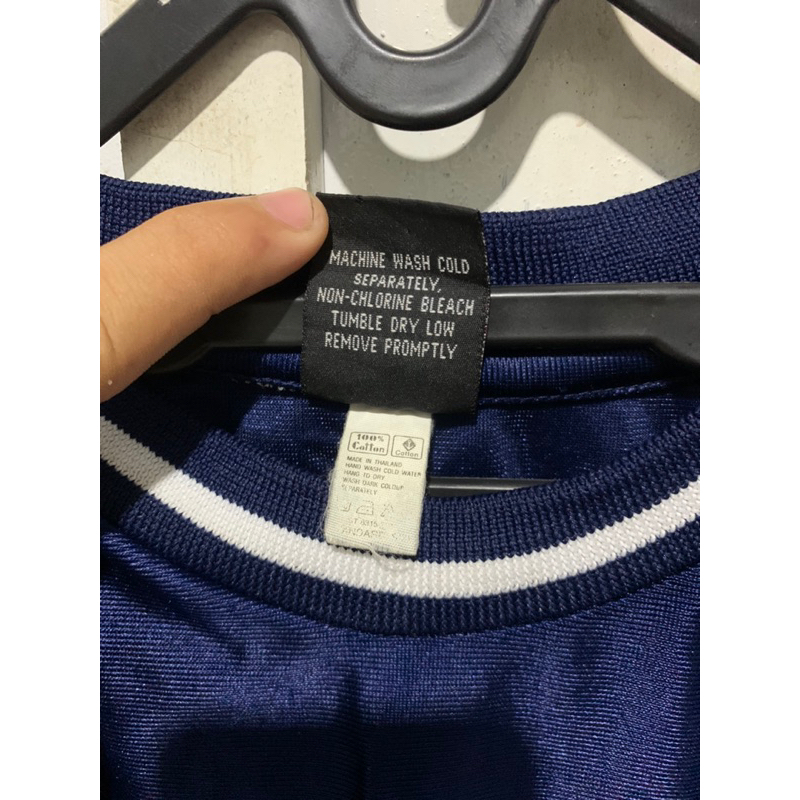 MACHINE WASH COLD
SEPARATELY,
NON-CHLORINE BLEACH
TUMBLE DRY LOW
REMOVE PROMPTLY
100% Cotton
Cotton
MADE IN THAILAND
HAND WASH COLD WATER
HANG TO DRY
WASH DARK COLOUR
SEPARATELY